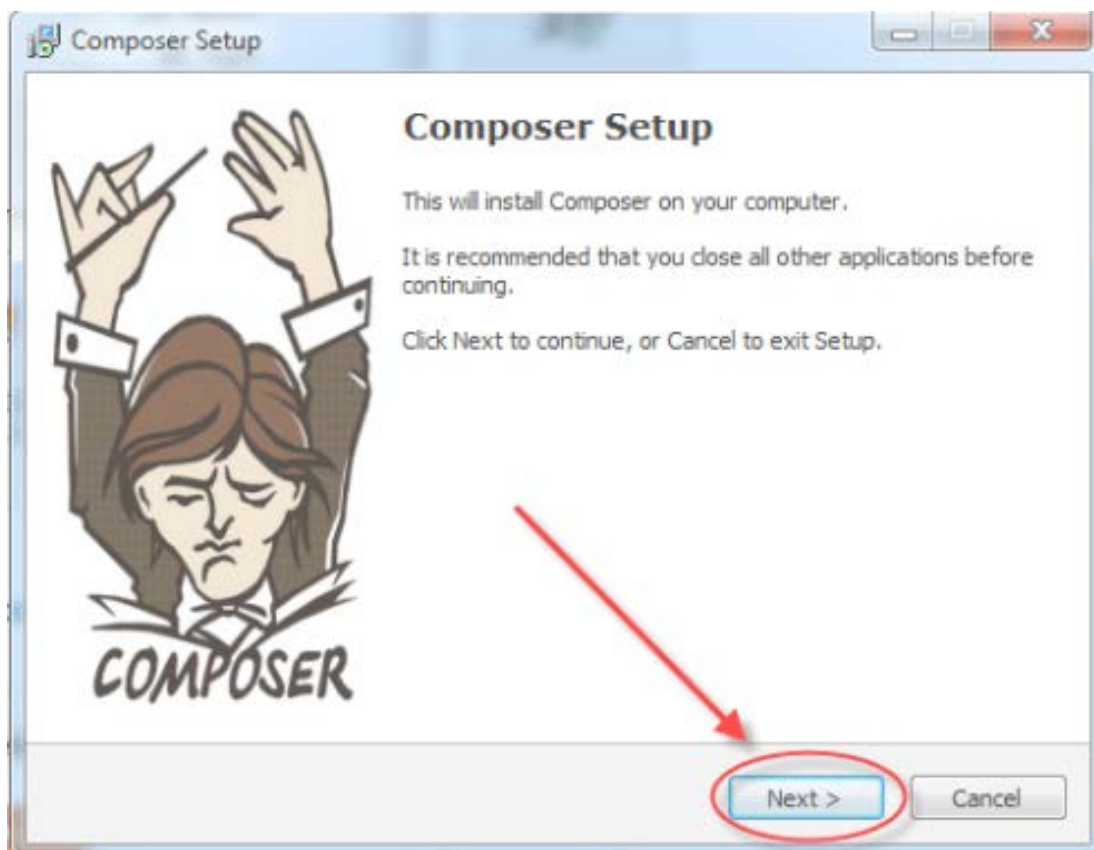 Composer Setup
Composer Setup
This will install Composer on your computer.
It is recommended that you close all other applications before
continuing.
Click Next to continue, or Cancel to exit Setup.
COMPOSER
Next >
Cancel